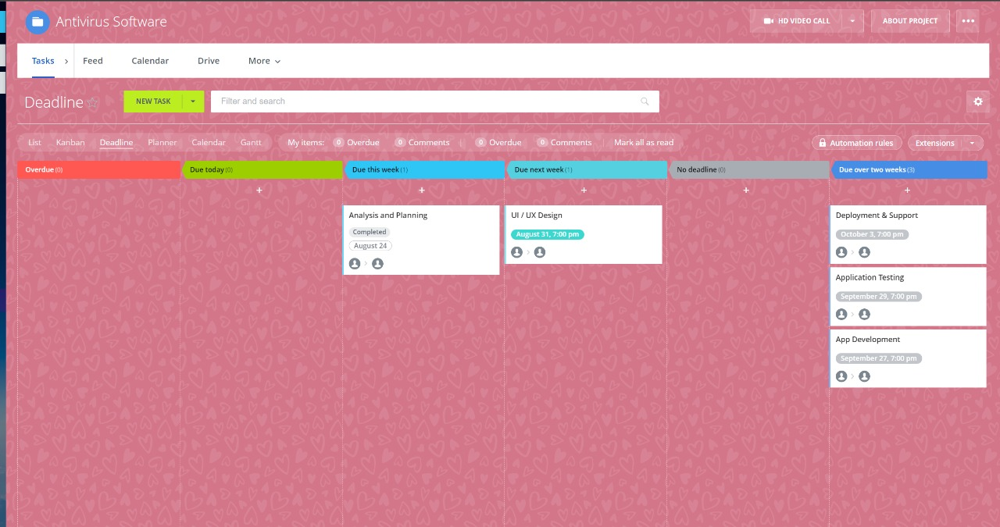 Antivirus Software
HD VIDEO CALL
ABOUT PROJECT
Tasks
Feed
Calendar
Drive
More
Deadline
NEW TASK
Filter and search
List
Kanban
Deadline
Planner
Calendar
Gantt
My items:
0 Overdue
0 Comments
0 Overdue
0 Comments
Mark all as read
Automation rules
Extensions
Overdue (0)
Due today (0)
Due this week (1)
Due next week (1)
No deadline (0)
Due over two weeks (3)
Analysis and Planning
Completed
August 24
UI / UX Design
August 31, 7:00 pm
Deployment & Support
October 3, 7:00 pm
Application Testing
September 29, 7:00 pm
App Development
September 27, 7:00 pm